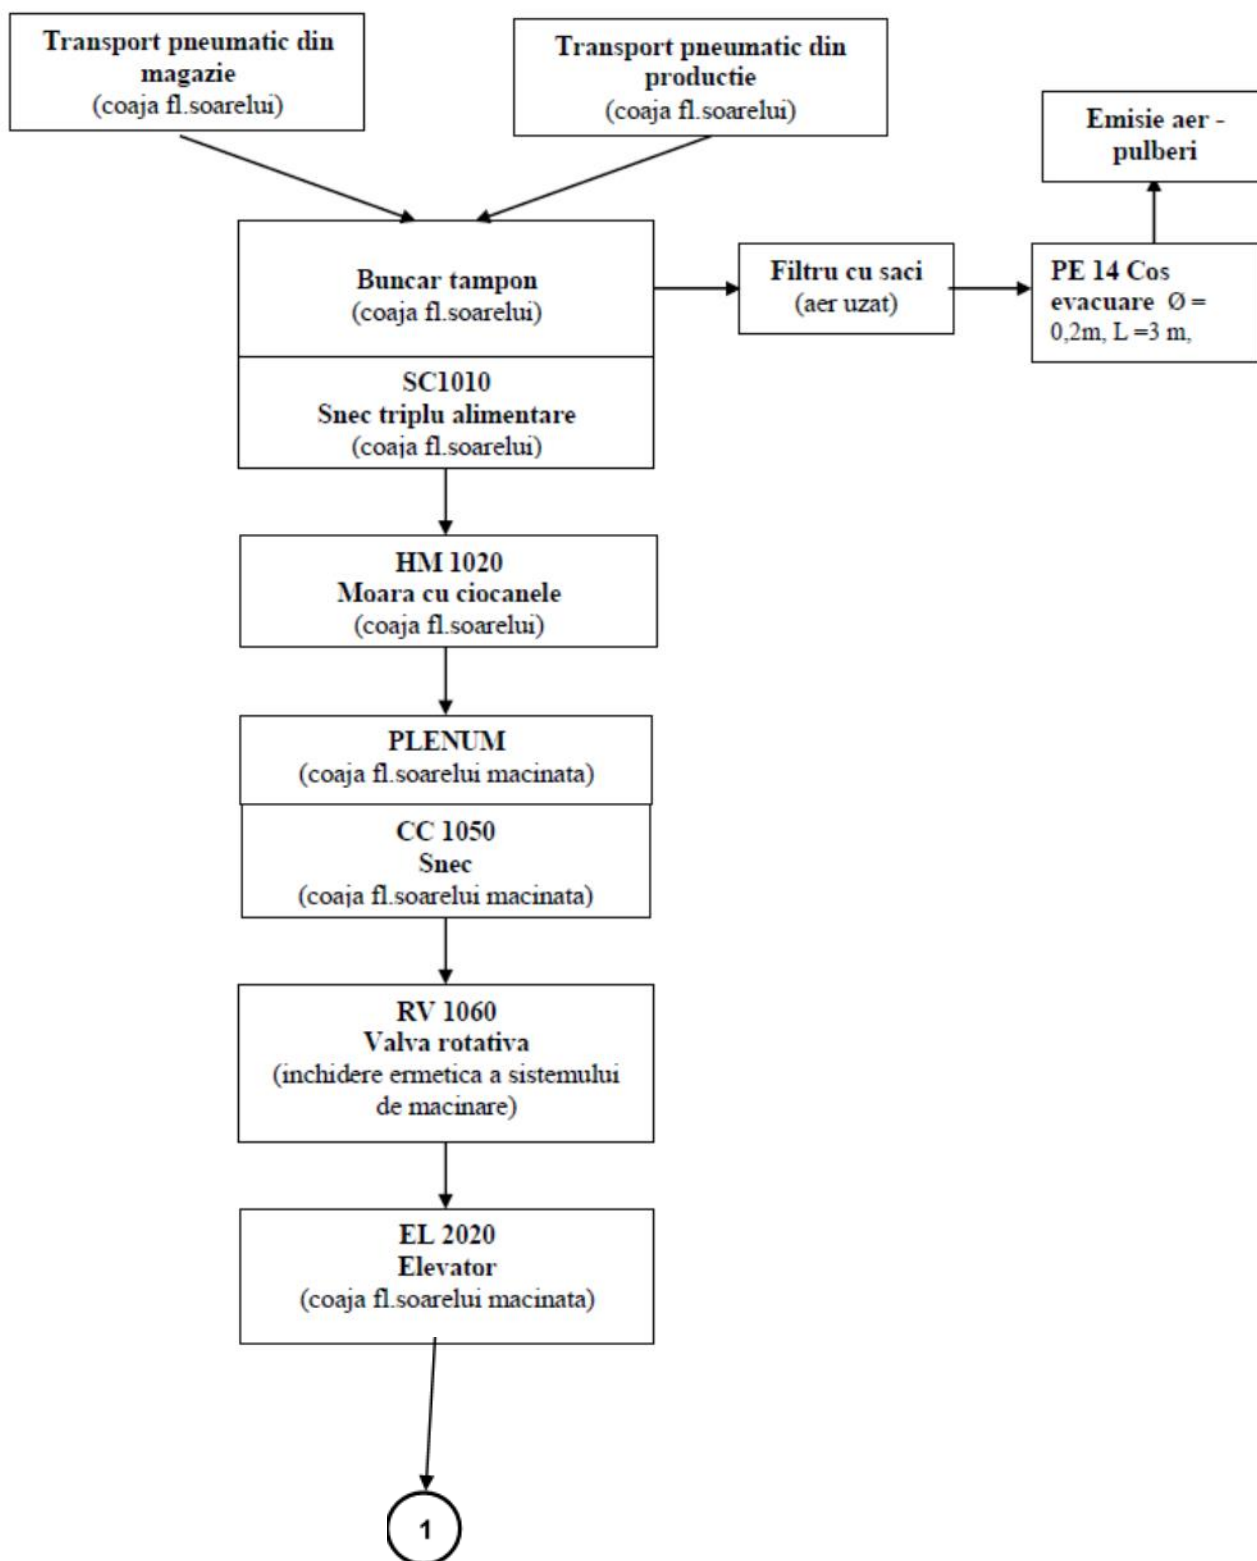 Transport pneumatic din
magazie
(coaja fl.soarelui)
Transport pneumatic din
productie
(coaja fl.soarelui)
Emisie aer -
pulberi
Buncar tampon
(coaja fl.soarelui)
Filtru cu saci
(aer uzat)
PE 14 Cos
evacuare Ø =
0,2m, L =3 m,
SC1010
Snec triplu alimentare
(coaja fl.soarelui)
HM 1020
Moara cu ciocanele
(coaja fl.soarelui)
PLENUM
(coaja fl.soarelui macinata)
CC 1050
Snec
(coaja fl.soarelui macinata)
RV 1060
Valva rotativa
(inchidere ermetica a sistemului
de macinare)
EL 2020
Elevator
(coaja fl.soarelui macinata)
1